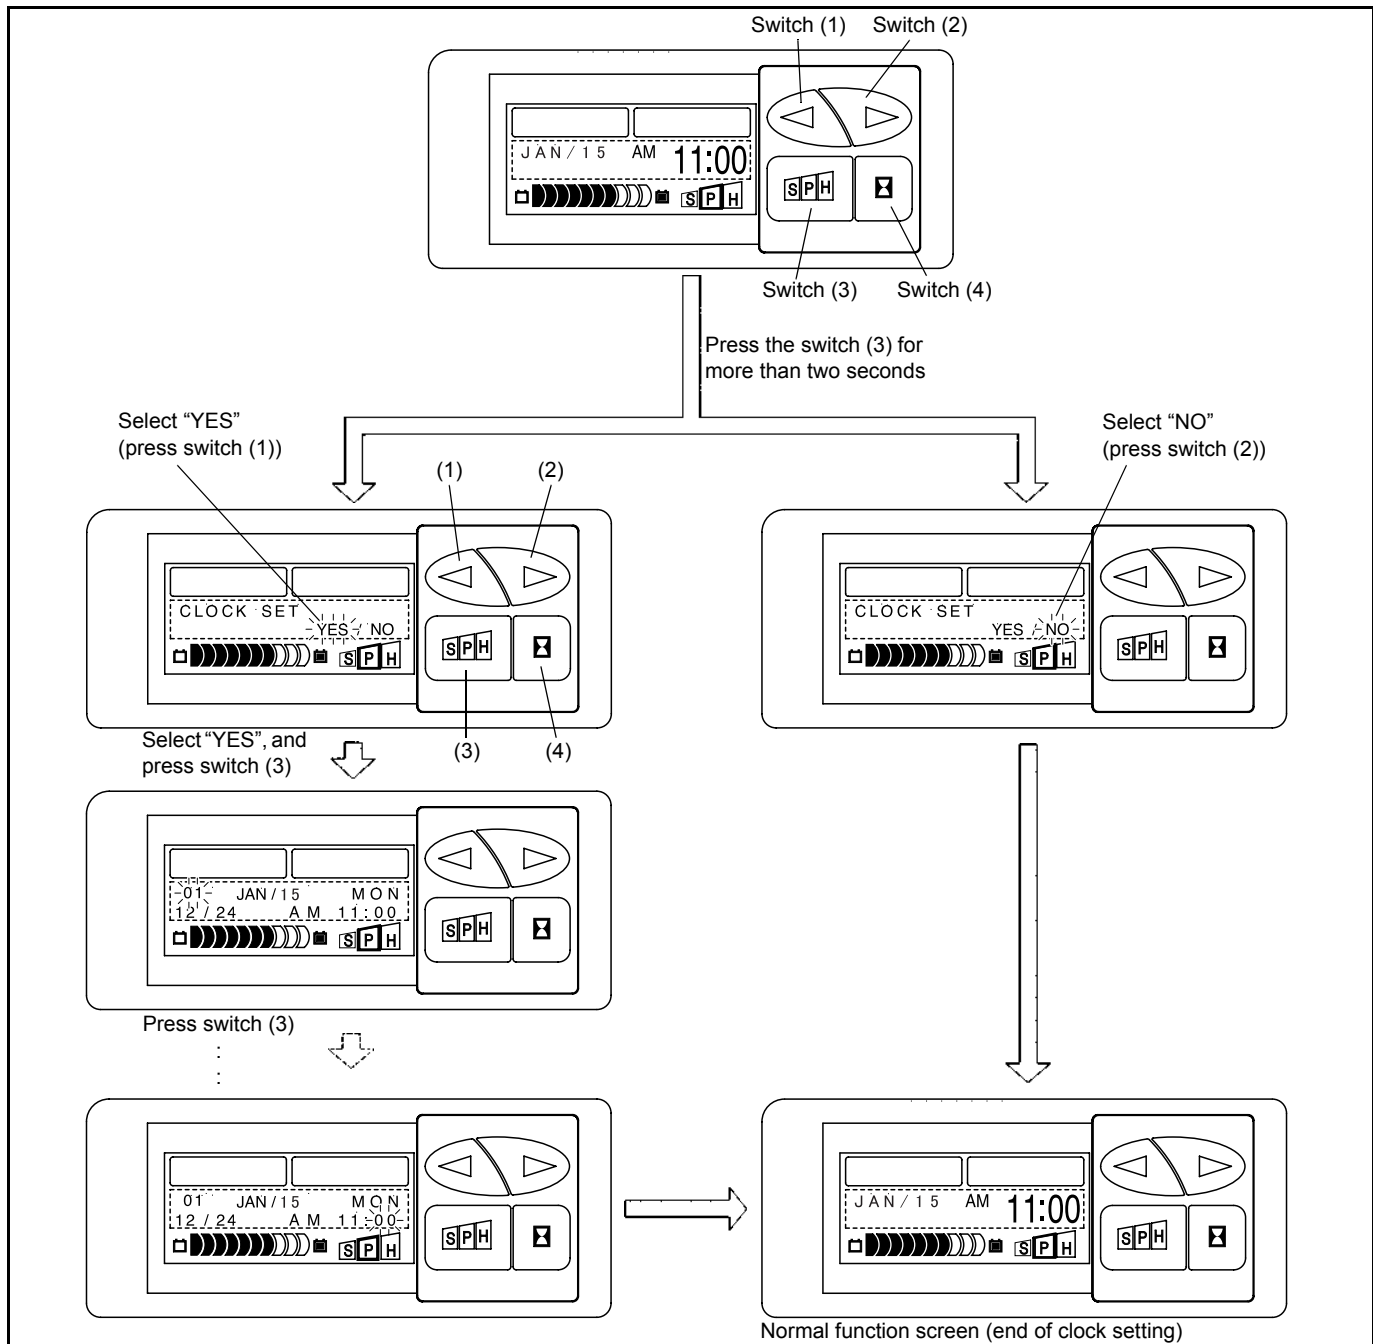 Switch (1) Switch (2)
JAN/15 AM 11:00
S P H
S P H
Switch (3) Switch (4)
Press the switch (3) for
more than two seconds
Select “YES”
(press switch (1))
Select “NO”
(press switch (2))
(1) (2)
CLOCK SET
YES / NO
S P H
S P H
(3) (4)
CLOCK SET
YES / NO
S P H
S P H
Select “YES”, and
press switch (3)
01 JAN/15 MON
12/24 AM 11:00
S P H
S P H
Press switch (3)
01 JAN/15 MON
12/24 AM 11:00
S P H
S P H
JAN/15 AM 11:00
S P H
S P H
Normal function screen (end of clock setting)